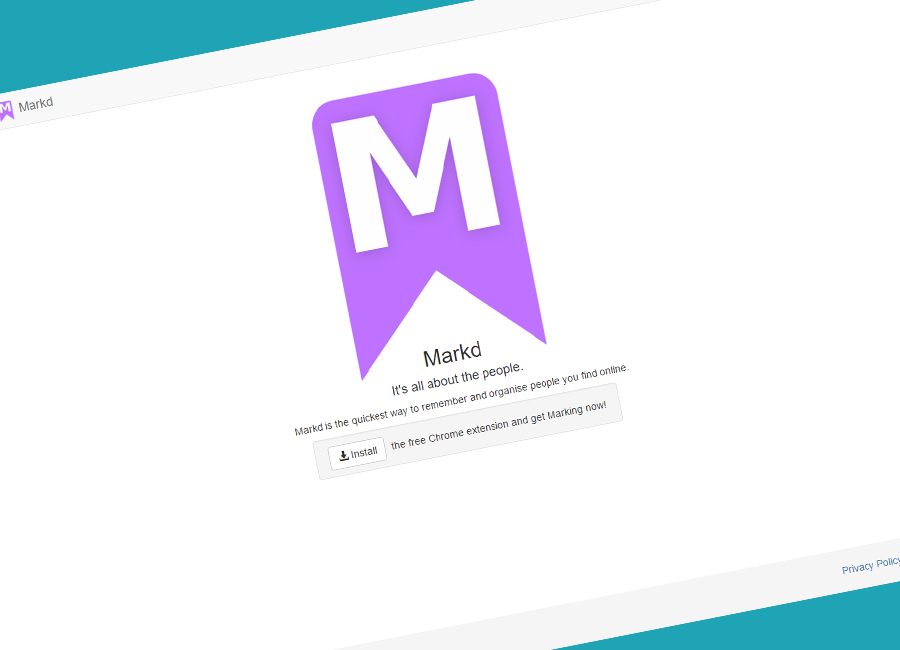 M Markd
M
Markd
It's all about the people.
Markd is the quickest way to remember and organise people you find online.
Install the free Chrome extension and get Marking now!
Privacy Policy